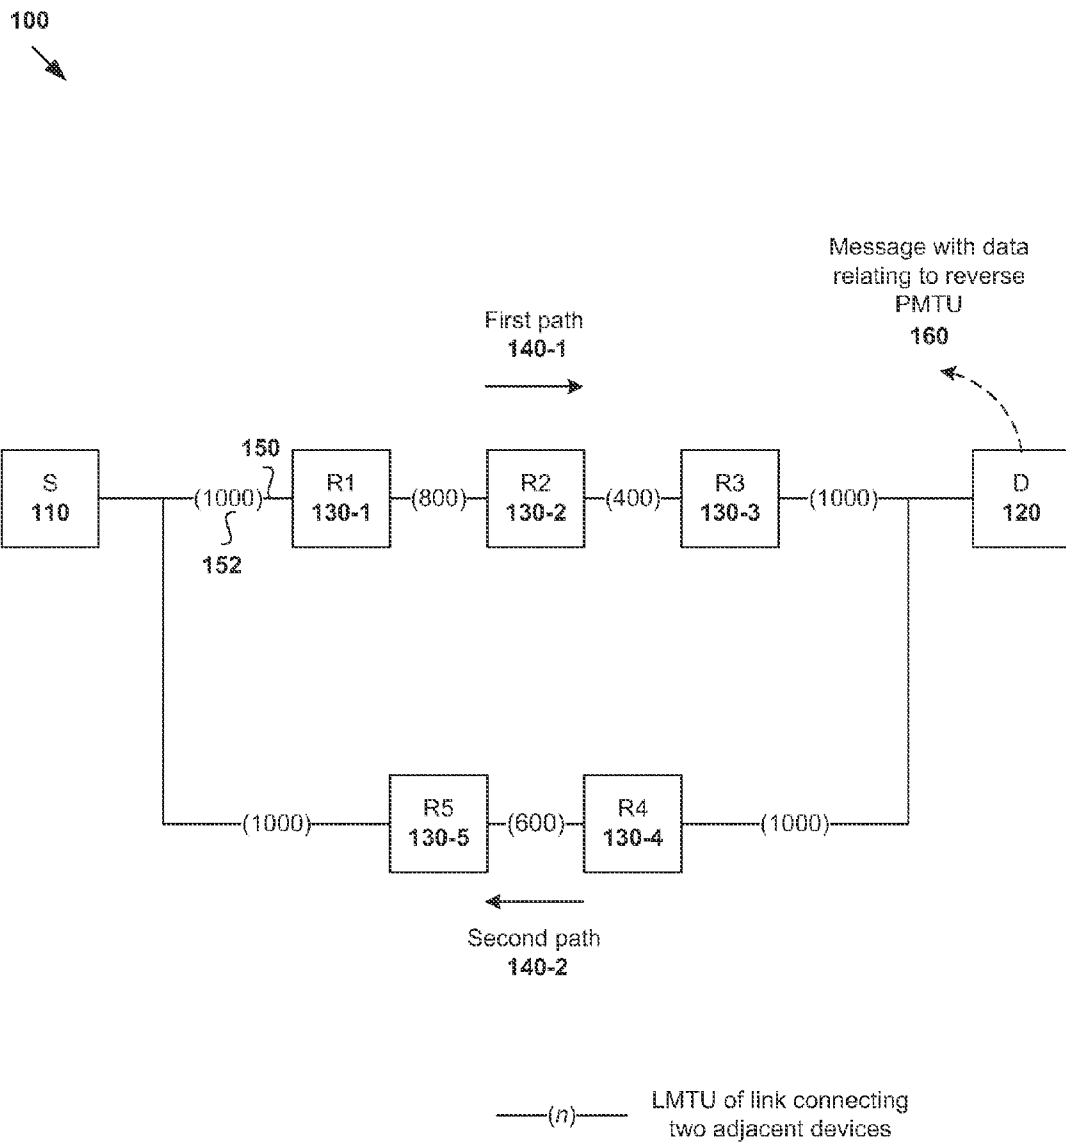 100
Message with data
relating to reverse
PMTU
160
First path
140-1
S
110
150
(1000)
152
R1
130-1
(800)
R2
130-2
(400)
R3
130-3
(1000)
D
120
(1000)
R5
130-5
(600)
R4
130-4
(1000)
Second path
140-2
(n)
LMTU of link connecting
two adjacent devices